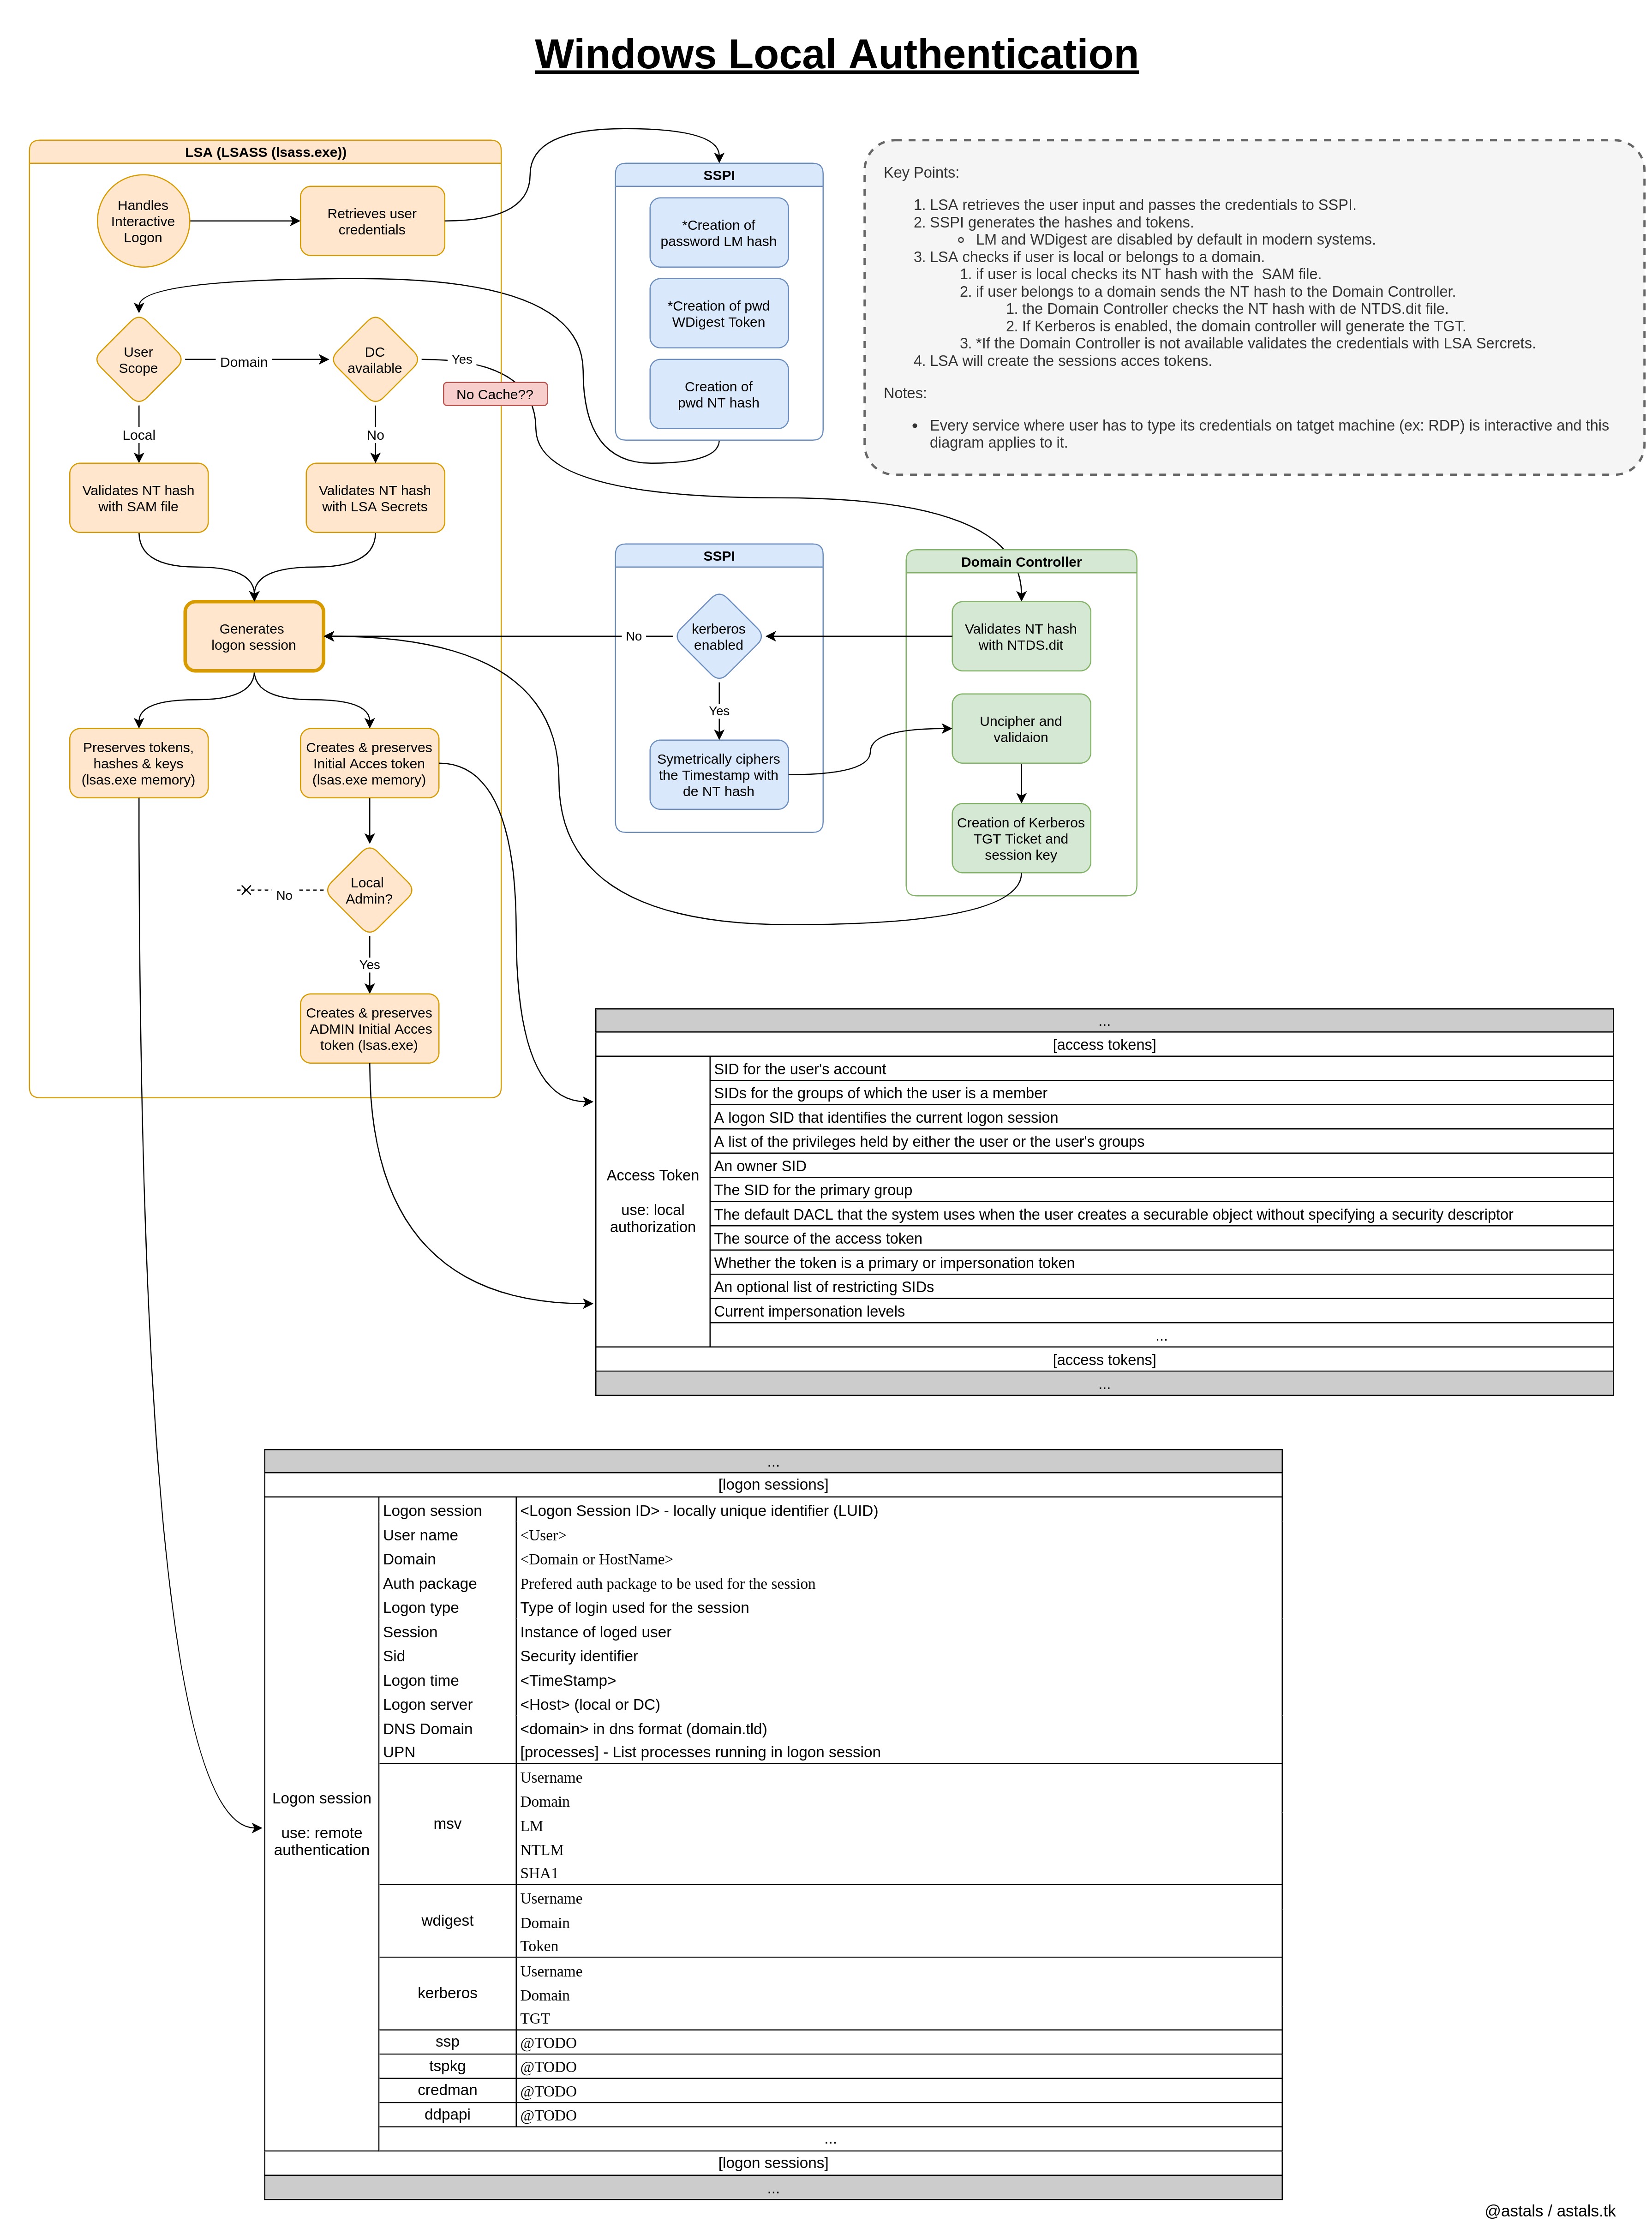 Windows Local Authentication
LSA (LSASS (lsass.exe))
Handles
Interactive
Logon
Retrieves user
credentials
User
Scope
Domain
DC
available
Yes
No Cache??
Local
No
Validates NT hash
with SAM file
Validates NT hash
with LSA Secrets
Generates
logon session
Preserves tokens,
hashes & keys
(lsas.exe memory)
Creates & preserves
Initial Acces token
(lsas.exe memory)
Local
Admin?
No
Yes
Creates & preserves
ADMIN Initial Acces
token (lsas.exe)
SSPI
*Creation of
password LM hash
*Creation of pwd
WDigest Token
Creation of
pwd NT hash
Key Points:
1. LSA retrieves the user input and passes the credentials to SSPI.
2. SSPI generates the hashes and tokens.
LM and WDigest are disabled by default in modern systems.
3. LSA checks if user is local or belongs to a domain.
1. if user is local checks its NT hash with the  SAM file.
2. if user belongs to a domain sends the NT hash to the Domain Controller.
1. the Domain Controller checks the NT hash with de NTDS.dit file.
2. If Kerberos is enabled, the domain controller will generate the TGT.
3. *If the Domain Controller is not available validates the credentials with LSA Sercrets.
4. LSA will create the sessions acces tokens.
Notes:
• Every service where user has to type its credentials on tatget machine (ex: RDP) is interactive and this
diagram applies to it.
SSPI
kerberos
enabled
No
Yes
Symetrically ciphers
the Timestamp with
de NT hash
Domain Controller
Validates NT hash
with NTDS.dit
Uncipher and
validaion
Creation of Kerberos
TGT Ticket and
session key
...
[access tokens]
Access Token
use: local
authorization
SID for the user's account
SIDs for the groups of which the user is a member
A logon SID that identifies the current logon session
A list of the privileges held by either the user or the user's groups
An owner SID
The SID for the primary group
The default DACL that the system uses when the user creates a securable object without specifying a security descriptor
The source of the access token
Whether the token is a primary or impersonation token
An optional list of restricting SIDs
Current impersonation levels
...
[access tokens]
...
...
[logon sessions]
Logon session
use: remote
authentication
Logon session <Logon Session ID> - locally unique identifier (LUID)
User name <User>
Domain <Domain or HostName>
Auth package Prefered auth package to be used for the session
Logon type Type of login used for the session
Session Instance of loged user
Sid Security identifier
Logon time <TimeStamp>
Logon server <Host> (local or DC)
DNS Domain <domain> in dns format (domain.tld)
UPN [processes] - List processes running in logon session
msv
Username
Domain
LM
NTLM
SHA1
wdigest
Username
Domain
Token
kerberos
Username
Domain
TGT
ssp @TODO
tspkg @TODO
credman @TODO
ddpapi @TODO
...
[logon sessions]
...
@astals / astals.tk